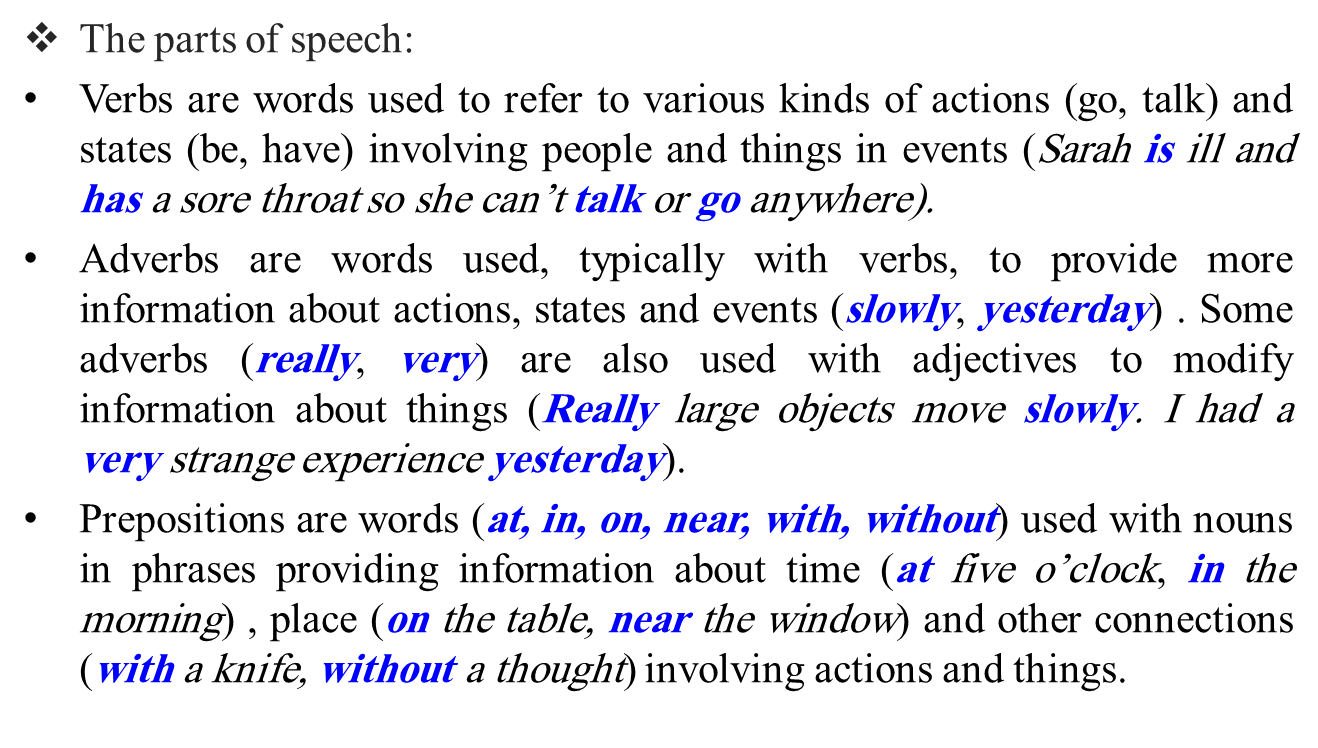 ❖ The parts of speech:
• Verbs are words used to refer to various kinds of actions (go, talk) and
states (be, have) involving people and things in events (Sarah is ill and
has a sore throat so she can’t talk or go anywhere).
• Adverbs are words used, typically with verbs, to provide more
information about actions, states and events (slowly, yesterday) . Some
adverbs (really, very) are also used with adjectives to modify
information about things (Really large objects move slowly. I had a
very strange experience yesterday).
• Prepositions are words (at, in, on, near, with, without) used with nouns
in phrases providing information about time (at five o’clock, in the
morning) , place (on the table, near the window) and other connections
(with a knife, without a thought) involving actions and things.